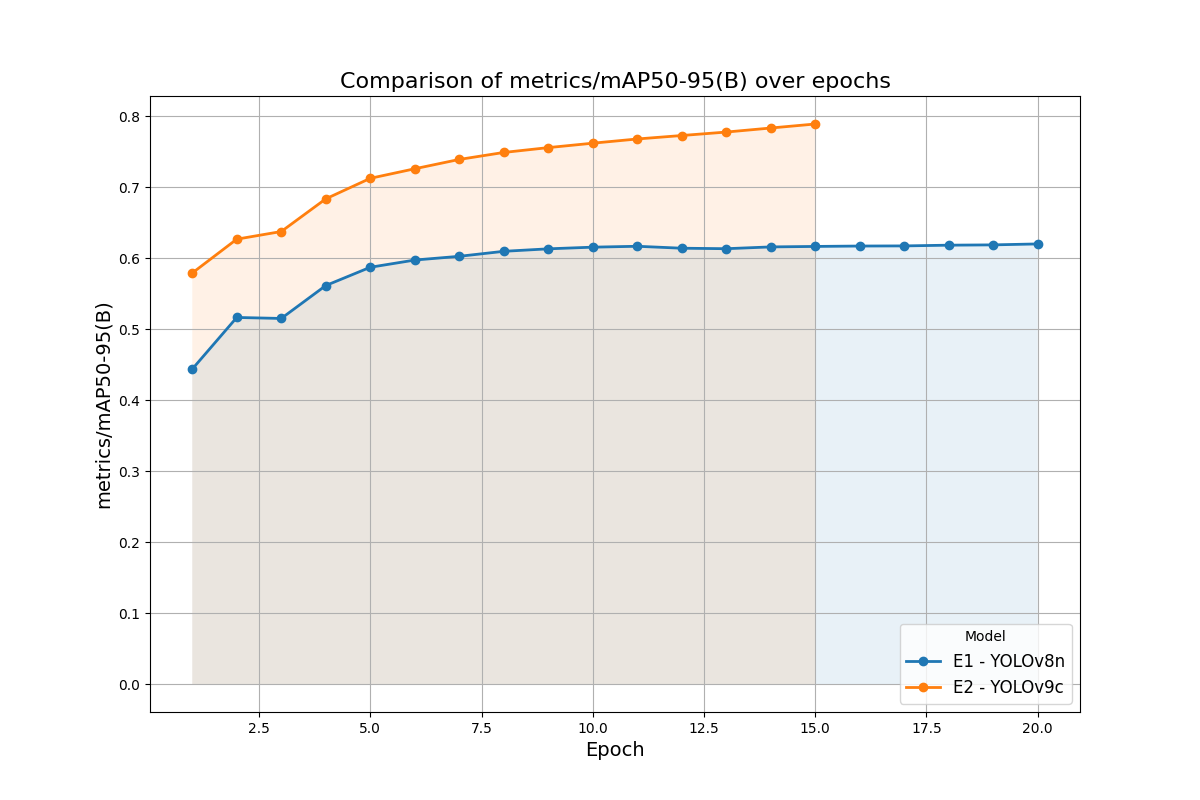 Comparison of metrics/mAP50-95(B) over epochs
metrics/mAP50-95(B)
0.8
0.7
0.6
0.5
0.4
0.3
0.2
0.1
0.0
2.5 5.0 7.5 10.0 12.5 15.0 17.5 20.0
Epoch
Model
E1 - YOLOv8n
E2 - YOLOv9c